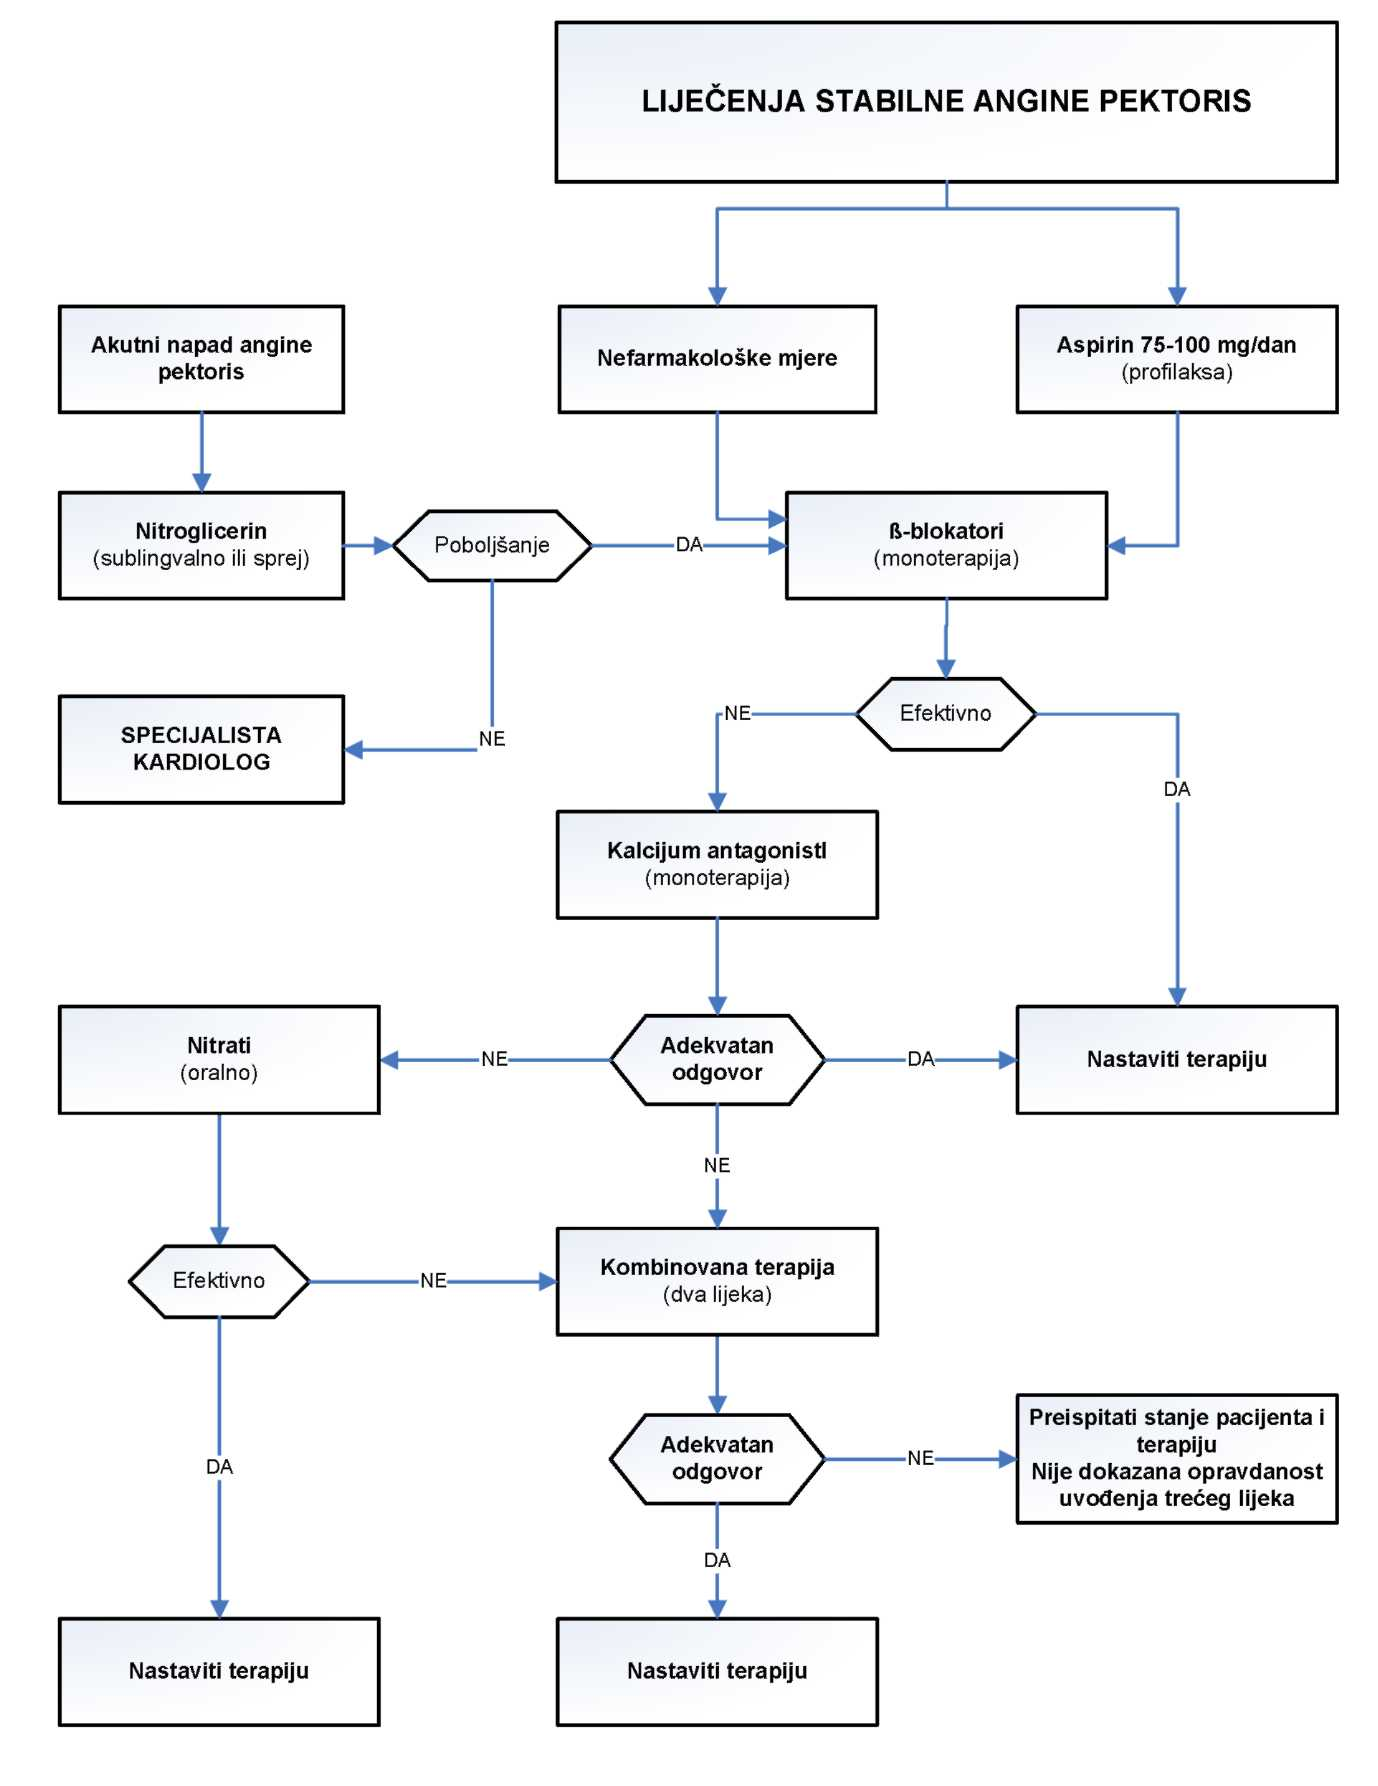 LIJEČENJA STABILNE ANGINE PEKTORIS
Akutni napad angine
pektoris
Nefarmakološke mjere
Aspirin 75-100 mg/dan
(profilaksa)
Nitroglicerin
(sublingvalno ili sprej)
Poboljšanje
DA
ß-blokatori
(monoterapija)
NE
SPECIJALISTA
KARDIOLOG
Efektivno
NE
DA
Kalcijum antagonistI
(monoterapija)
Nitrati
(oralno)
NE
Adekvatan
odgovor
DA
Nastaviti terapiju
NE
Efektivno
NE
Kombinovana terapija
(dva lijeka)
DA
Adekvatan
odgovor
NE
Preispitati stanje pacijenta i
terapiju
Nije dokazana opravdanost
uvođenja trećeg lijeka
DA
Nastaviti terapiju
Nastaviti terapiju